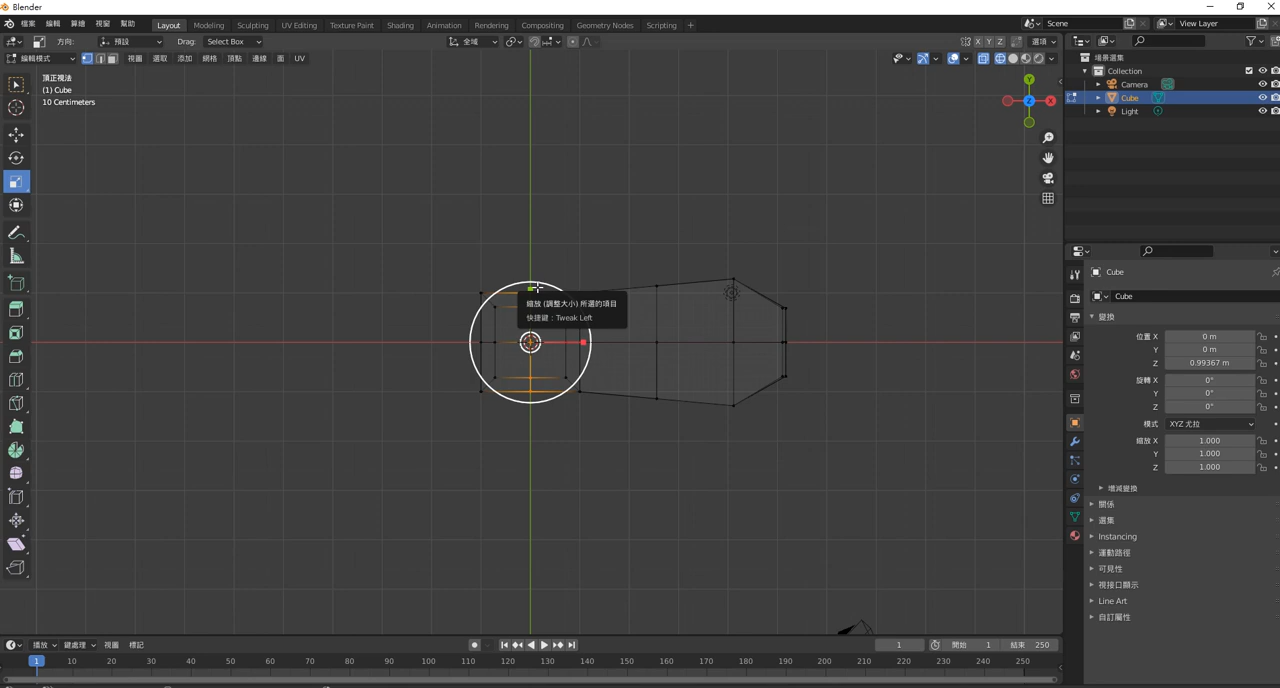 Blender
檔案 編輯 算繪 視窗 幫助 Layout Modeling Sculpting UV Editing Texture Paint Shading Animation Rendering Compositing Geometry Nodes Scripting + Scene View Layer
方向: 預設 Drag: Select Box 全域 X Y Z 選項
編輯模式 視圖 選取 添加 網格 頂點 邊線 面 UV
頂正視法
(1) Cube
10 Centimeters
Y
Z
X
縮放 (調整大小) 所選的項目
快捷鍵：Tweak Left
場景選集
Collection
Camera
Cube
Light
Cube
Cube
變換
位置 X 0 m
Y 0 m
Z 0.99367 m
旋轉 X 0°
Y 0°
Z 0°
模式 XYZ 尤拉
縮放 X 1.000
Y 1.000
Z 1.000
增減變換
關係
選集
Instancing
運動路徑
可見性
視接口顯示
Line Art
自訂屬性
播放 鍵處理 視圖 標記 1 開始 1 結束 250
1 10 20 30 40 50 60 70 80 90 100 110 120 130 140 150 160 170 180 190 200 210 220 230 240 250